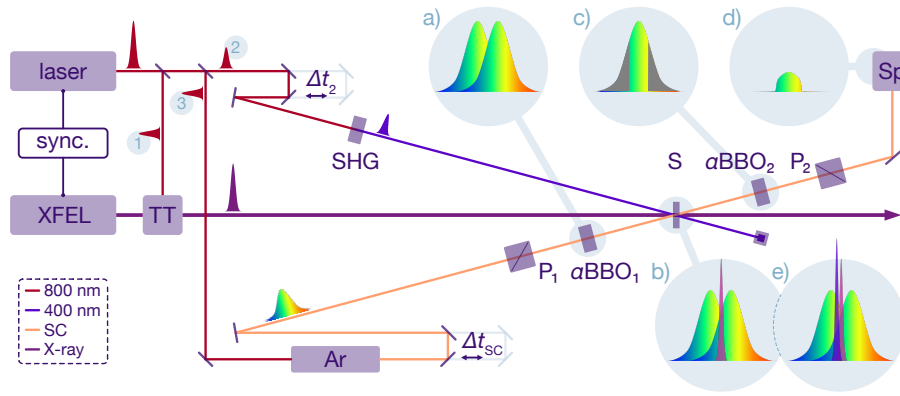 a)
c)
d)
2
laser
Δt₂
Sp
3
1
sync.
SHG
S
αBBO₂
P₂
XFEL
TT
P₁
αBBO₁
b)
e)
800 nm
400 nm
SC
X-ray
Ar
Δt_SC